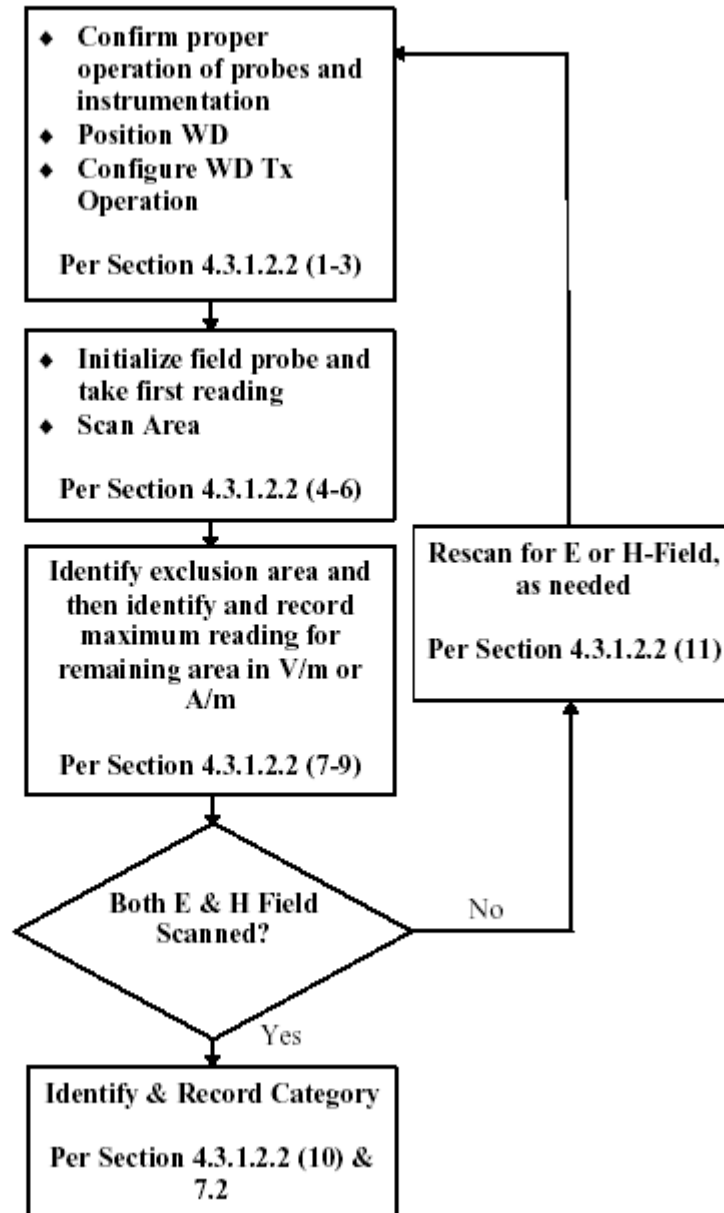 ◆ Confirm proper
operation of probes and
instrumentation
◆ Position WD
◆ Configure WD Tx
Operation
Per Section 4.3.1.2.2 (1-3)
◆ Initialize field probe and
take first reading
◆ Scan Area
Per Section 4.3.1.2.2 (4-6)
Identify exclusion area and
then identify and record
maximum reading for
remaining area in V/m or
A/m
Per Section 4.3.1.2.2 (7-9)
Both E & H Field
Scanned?
No
Rescan for E or H-Field,
as needed
Per Section 4.3.1.2.2 (11)
Yes
Identify & Record Category
Per Section 4.3.1.2.2 (10) &
7.2